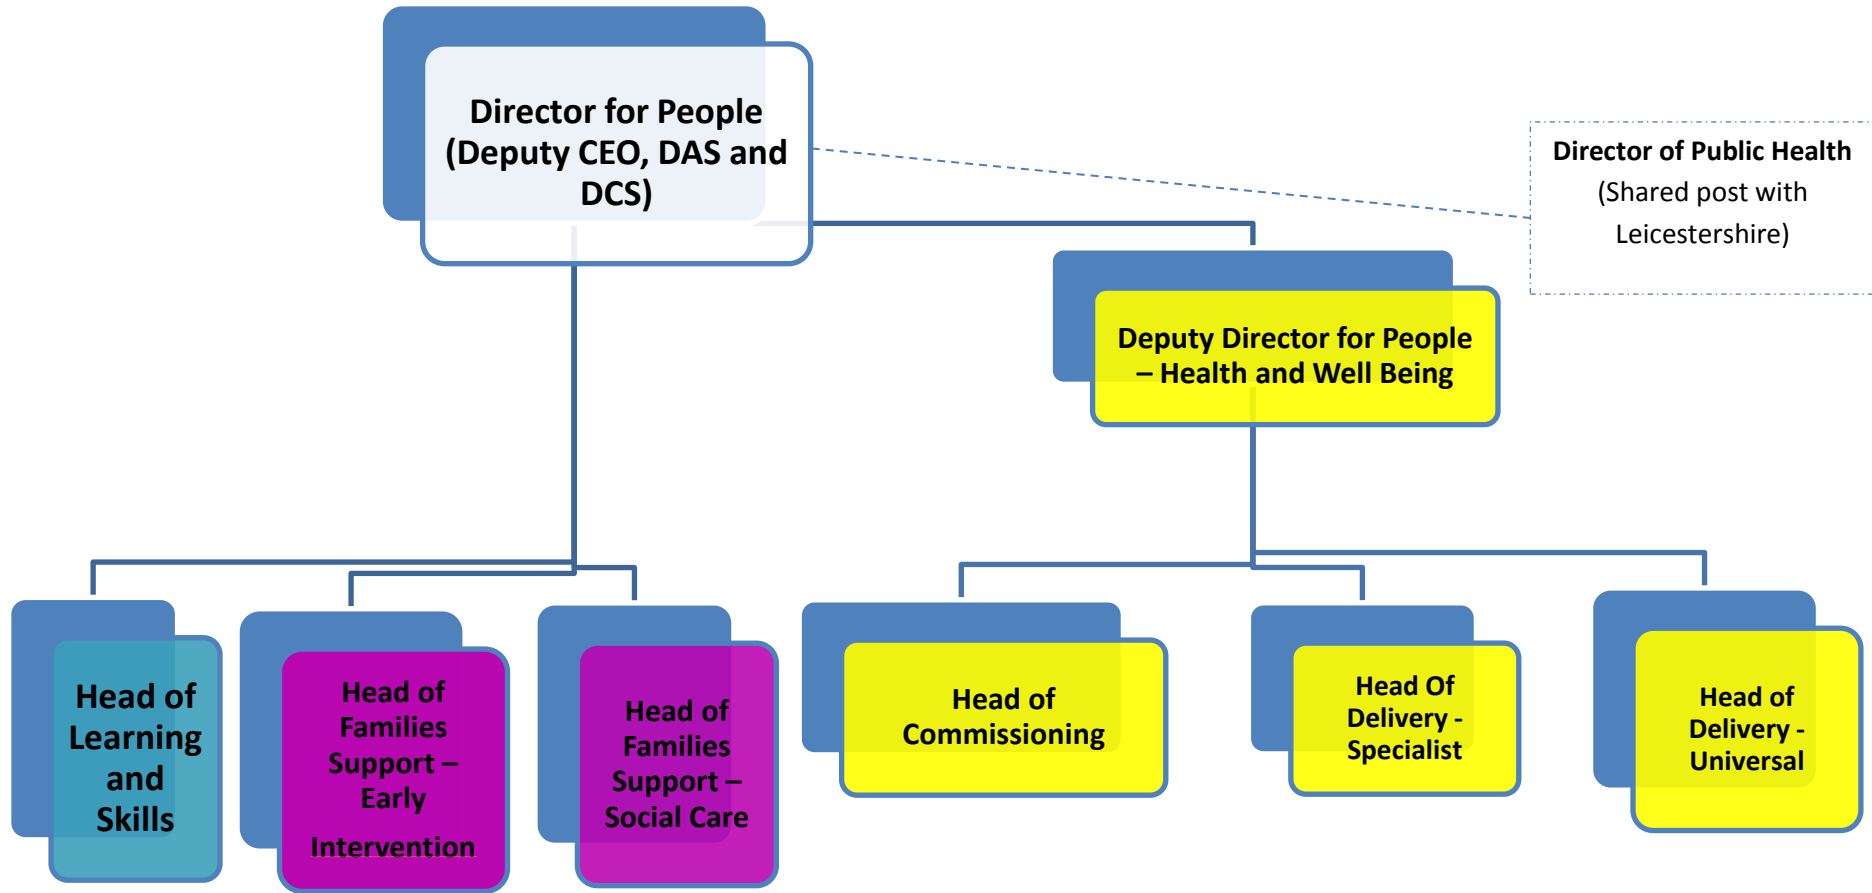 Director for People
(Deputy CEO, DAS and
DCS)
Director of Public Health
(Shared post with
Leicestershire)
Deputy Director for People
– Health and Well Being
Head of
Learning
and
Skills
Head of
Families
Support –
Early
Intervention
Head of
Families
Support –
Social Care
Head of
Commissioning
Head Of
Delivery -
Specialist
Head of
Delivery -
Universal